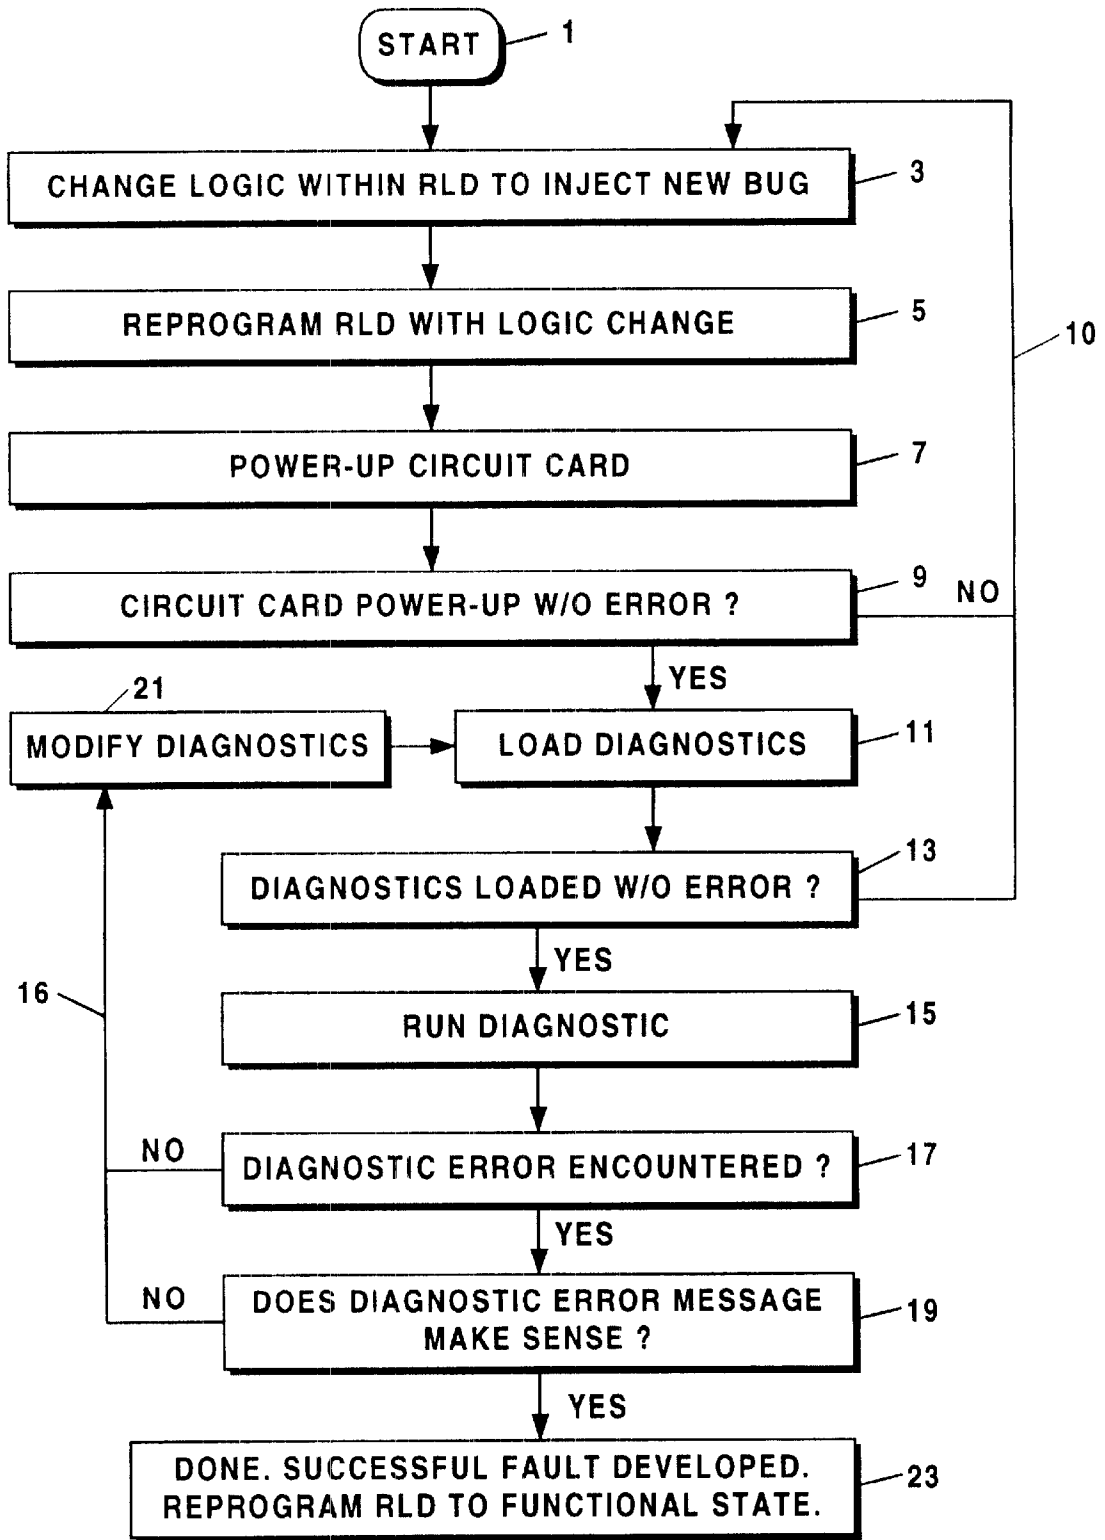 START
1
CHANGE LOGIC WITHIN RLD TO INJECT NEW BUG
3
REPROGRAM RLD WITH LOGIC CHANGE
5
10
POWER-UP CIRCUIT CARD
7
CIRCUIT CARD POWER-UP W/O ERROR ?
9
NO
YES
21
MODIFY DIAGNOSTICS
LOAD DIAGNOSTICS
11
DIAGNOSTICS LOADED W/O ERROR ?
13
YES
16
RUN DIAGNOSTIC
15
NO
DIAGNOSTIC ERROR ENCOUNTERED ?
17
YES
NO
DOES DIAGNOSTIC ERROR MESSAGE
MAKE SENSE ?
19
YES
DONE. SUCCESSFUL FAULT DEVELOPED.
REPROGRAM RLD TO FUNCTIONAL STATE.
23